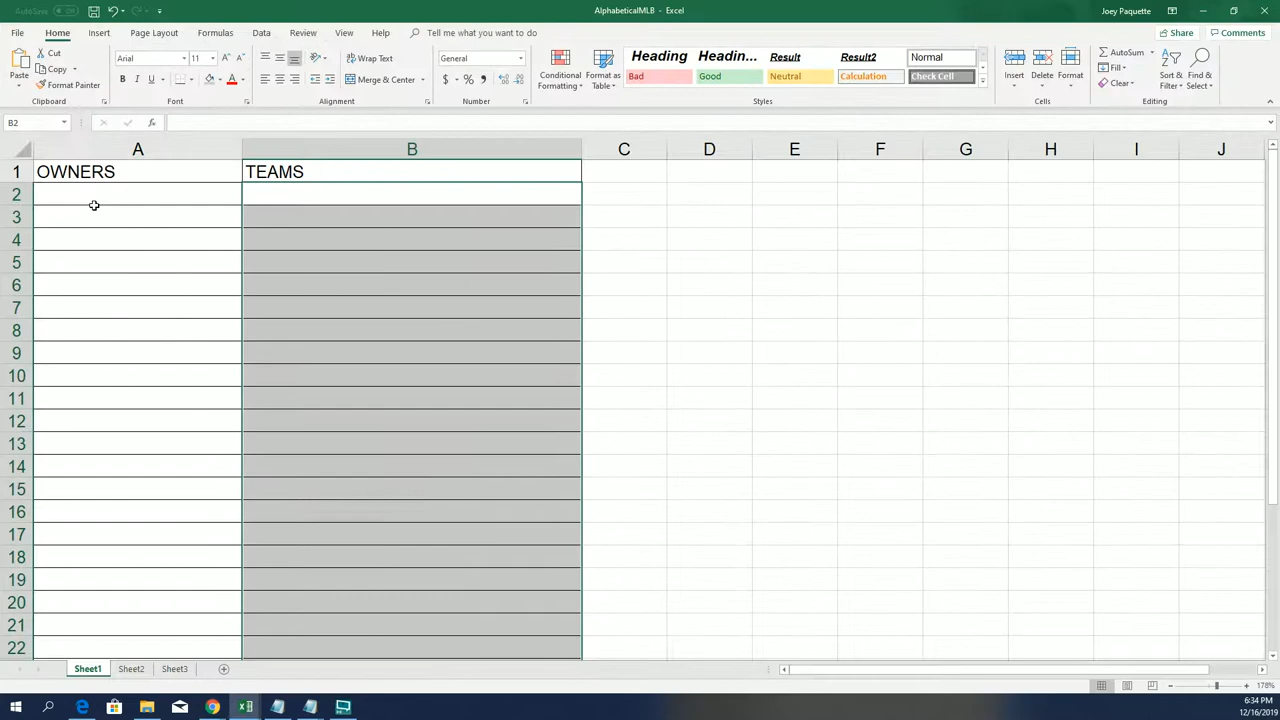 AutoSave Off
AlphabeticalMLB - Excel
Joey Paquette
File Home Insert Page Layout Formulas Data Review View Help Tell me what you want to do
Share Comments
Paste
Cut
Copy
Format Painter
Clipboard
Arial 11
B I U
Font
Wrap Text
Merge & Center
Alignment
General
$ % ,
Number
Conditional Formatting
Format as Table
Heading Headin... Result Result2 Normal
Bad Good Neutral Calculation Check Cell
Styles
Insert Delete Format
Cells
AutoSum
Fill
Clear
Sort & Filter
Find & Select
Editing
B2
fx
A B C D E F G H I J
1 OWNERS TEAMS
2
3
4
5
6
7
8
9
10
11
12
13
14
15
16
17
18
19
20
21
22
Sheet1 Sheet2 Sheet3
178%
6:34 PM
12/16/2019